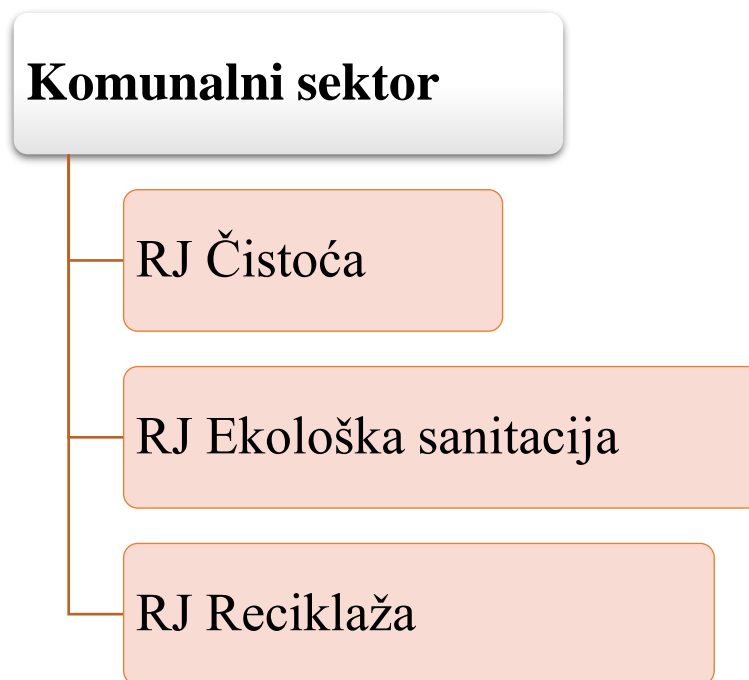 Komunalni sektor
RJ Čistoća
RJ Ekološka sanitacija
RJ Reciklaža